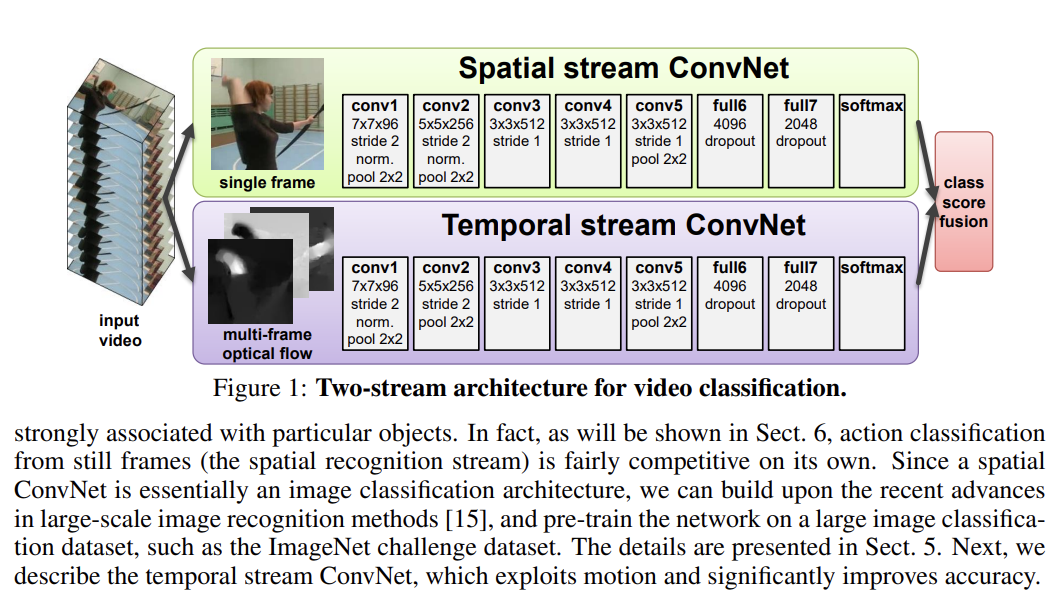 Spatial stream ConvNet
conv1
7x7x96
stride 2
norm.
pool 2x2
conv2
5x5x256
stride 2
norm.
pool 2x2
conv3
3x3x512
stride 1
conv4
3x3x512
stride 1
conv5
3x3x512
stride 1
pool 2x2
full6
4096
dropout
full7
2048
dropout
softmax
single frame
Temporal stream ConvNet
conv1
7x7x96
stride 2
norm.
pool 2x2
conv2
5x5x256
stride 2
pool 2x2
conv3
3x3x512
stride 1
conv4
3x3x512
stride 1
conv5
3x3x512
stride 1
pool 2x2
full6
4096
dropout
full7
2048
dropout
softmax
multi-frame
optical flow
input
video
class
score
fusion
Figure 1: Two-stream architecture for video classification.
strongly associated with particular objects. In fact, as will be shown in Sect. 6, action classification
from still frames (the spatial recognition stream) is fairly competitive on its own. Since a spatial
ConvNet is essentially an image classification architecture, we can build upon the recent advances
in large-scale image recognition methods [15], and pre-train the network on a large image classifica-
tion dataset, such as the ImageNet challenge dataset. The details are presented in Sect. 5. Next, we
describe the temporal stream ConvNet, which exploits motion and significantly improves accuracy.